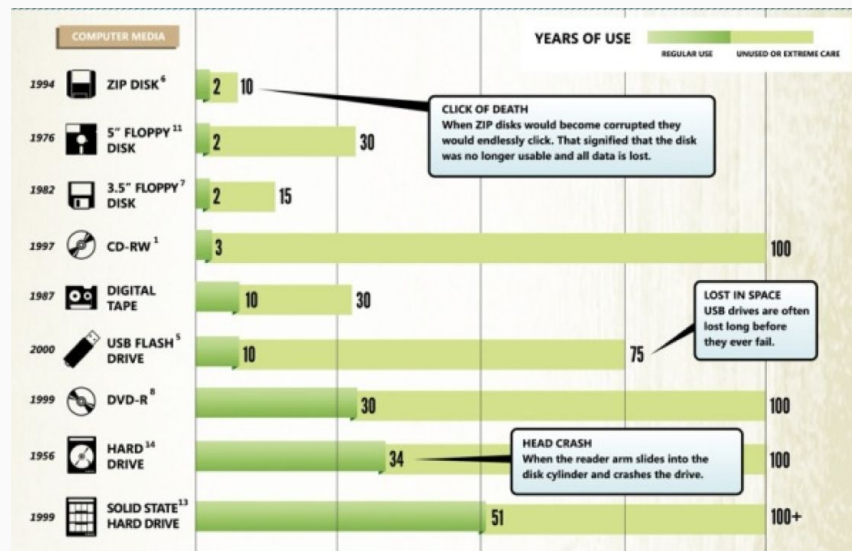 COMPUTER MEDIA
YEARS OF USE
REGULAR USE
UNUSED OR EXTREME CARE
1994
ZIP DISK 6
2
10
CLICK OF DEATH
When ZIP disks would become corrupted they
would endlessly click. That signified that the disk
was no longer usable and all data is lost.
1976
5" FLOPPY 11
DISK
2
30
1982
3.5" FLOPPY 7
DISK
2
15
1997
CD-RW 1
3
100
1987
DIGITAL
TAPE
10
30
LOST IN SPACE
USB drives are often
lost long before
they ever fail.
2000
USB FLASH 5
DRIVE
10
75
1999
DVD-R 8
30
100
1956
HARD 14
DRIVE
34
100
HEAD CRASH
When the reader arm slides into the
disk cylinder and crashes the drive.
1999
SOLID STATE 13
HARD DRIVE
51
100+